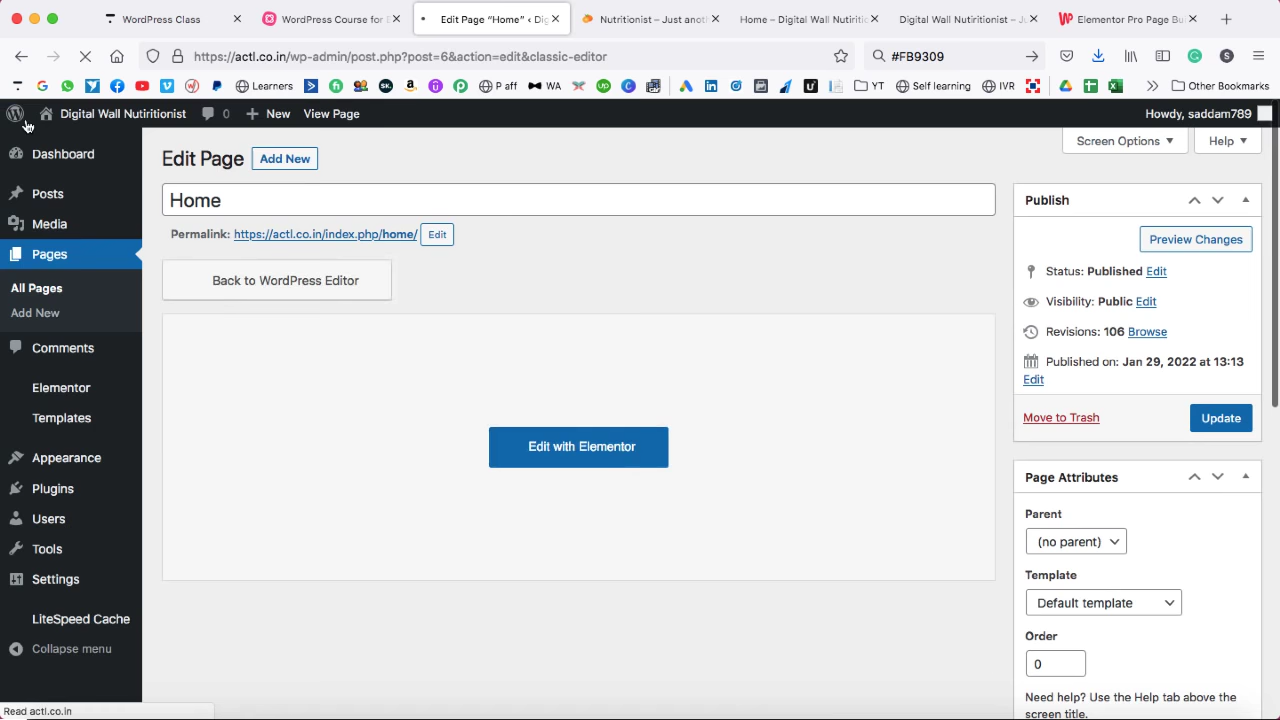 WordPress Class
WordPress Course for B
Edit Page “Home” ‹ Dig
Nutritionist – Just anot
Home – Digital Wall Nutritio
Digital Wall Nutritionist – Ju
Elementor Pro Page Bu
https://actl.co.in/wp-admin/post.php?post=6&action=edit&classic-editor
#FB9309
Learners
P aff
WA
YT
Self learning
IVR
Other Bookmarks
Digital Wall Nuritionist
0
New
View Page
Howdy, saddam789
Screen Options
Help
Dashboard
Posts
Media
Pages
All Pages
Add New
Comments
Elementor
Templates
Appearance
Plugins
Users
Tools
Settings
LiteSpeed Cache
Collapse menu
Read actl.co.in
Edit Page
Add New
Home
Permalink: https://actl.co.in/index.php/home/ Edit
Back to WordPress Editor
Edit with Elementor
Publish
Preview Changes
Status: Published Edit
Visibility: Public Edit
Revisions: 106 Browse
Published on: Jan 29, 2022 at 13:13
Edit
Move to Trash
Update
Page Attributes
Parent
(no parent)
Template
Default template
Order
0
Need help? Use the Help tab above the
screen title.